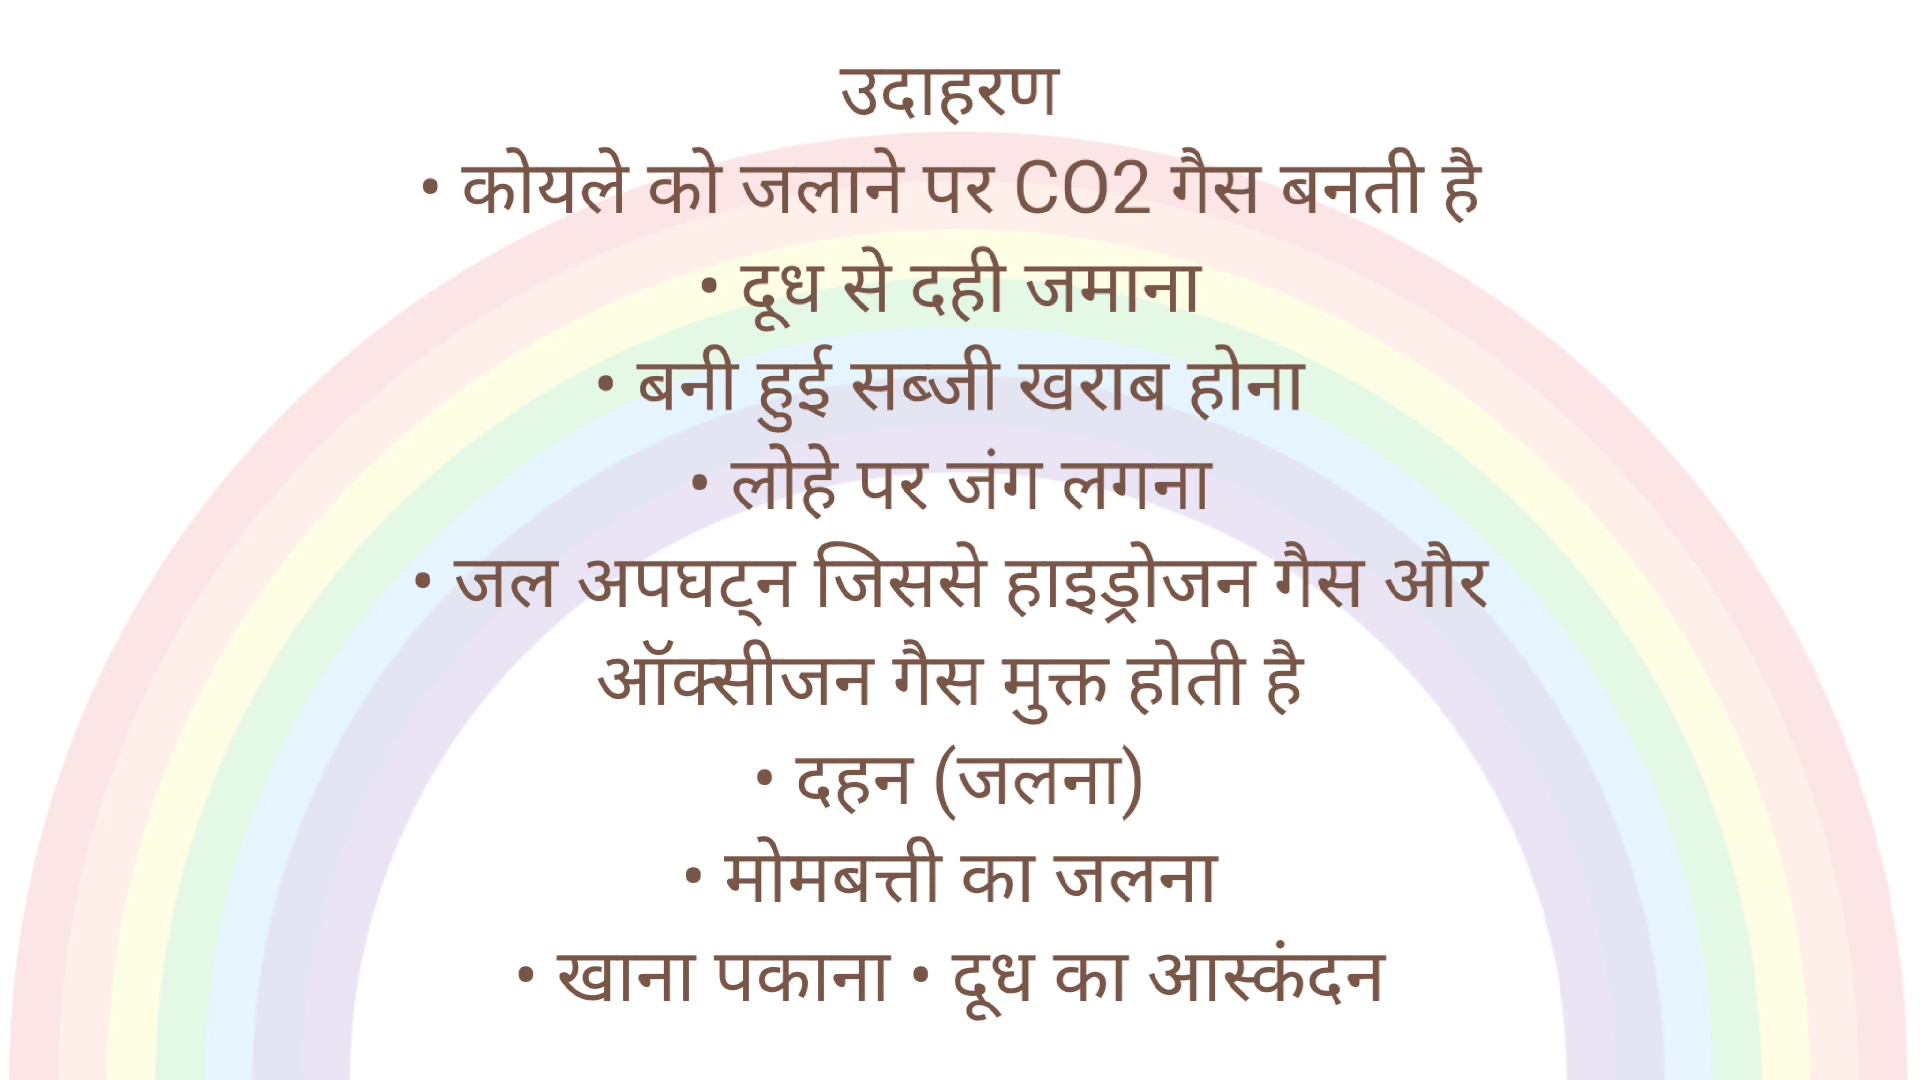 उदाहरण
• कोयले को जलाने पर CO2 गैस बनती है
• दूध से दही जमाना
• बनी हुई सब्जी खराब होना
• लोहे पर जंग लगना
• जल अपघट्न जिससे हाइड्रोजन गैस और
ऑक्सीजन गैस मुक्त होती है
• दहन (जलना)
• मोमबत्ती का जलना
• खाना पकाना • दूध का आस्कंदन